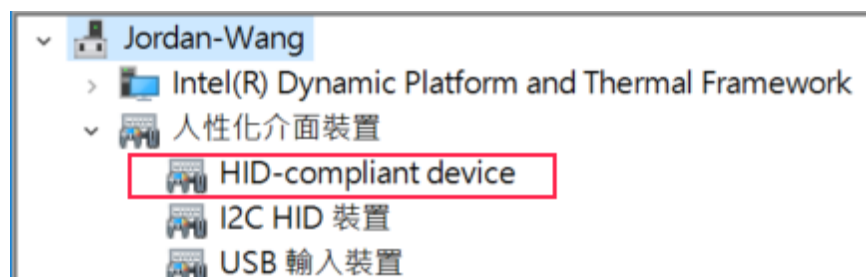 Jordan-Wang
Intel(R) Dynamic Platform and Thermal Framework
人性化介面裝置
HID-compliant device
I2C HID 裝置
USB 輸入裝置